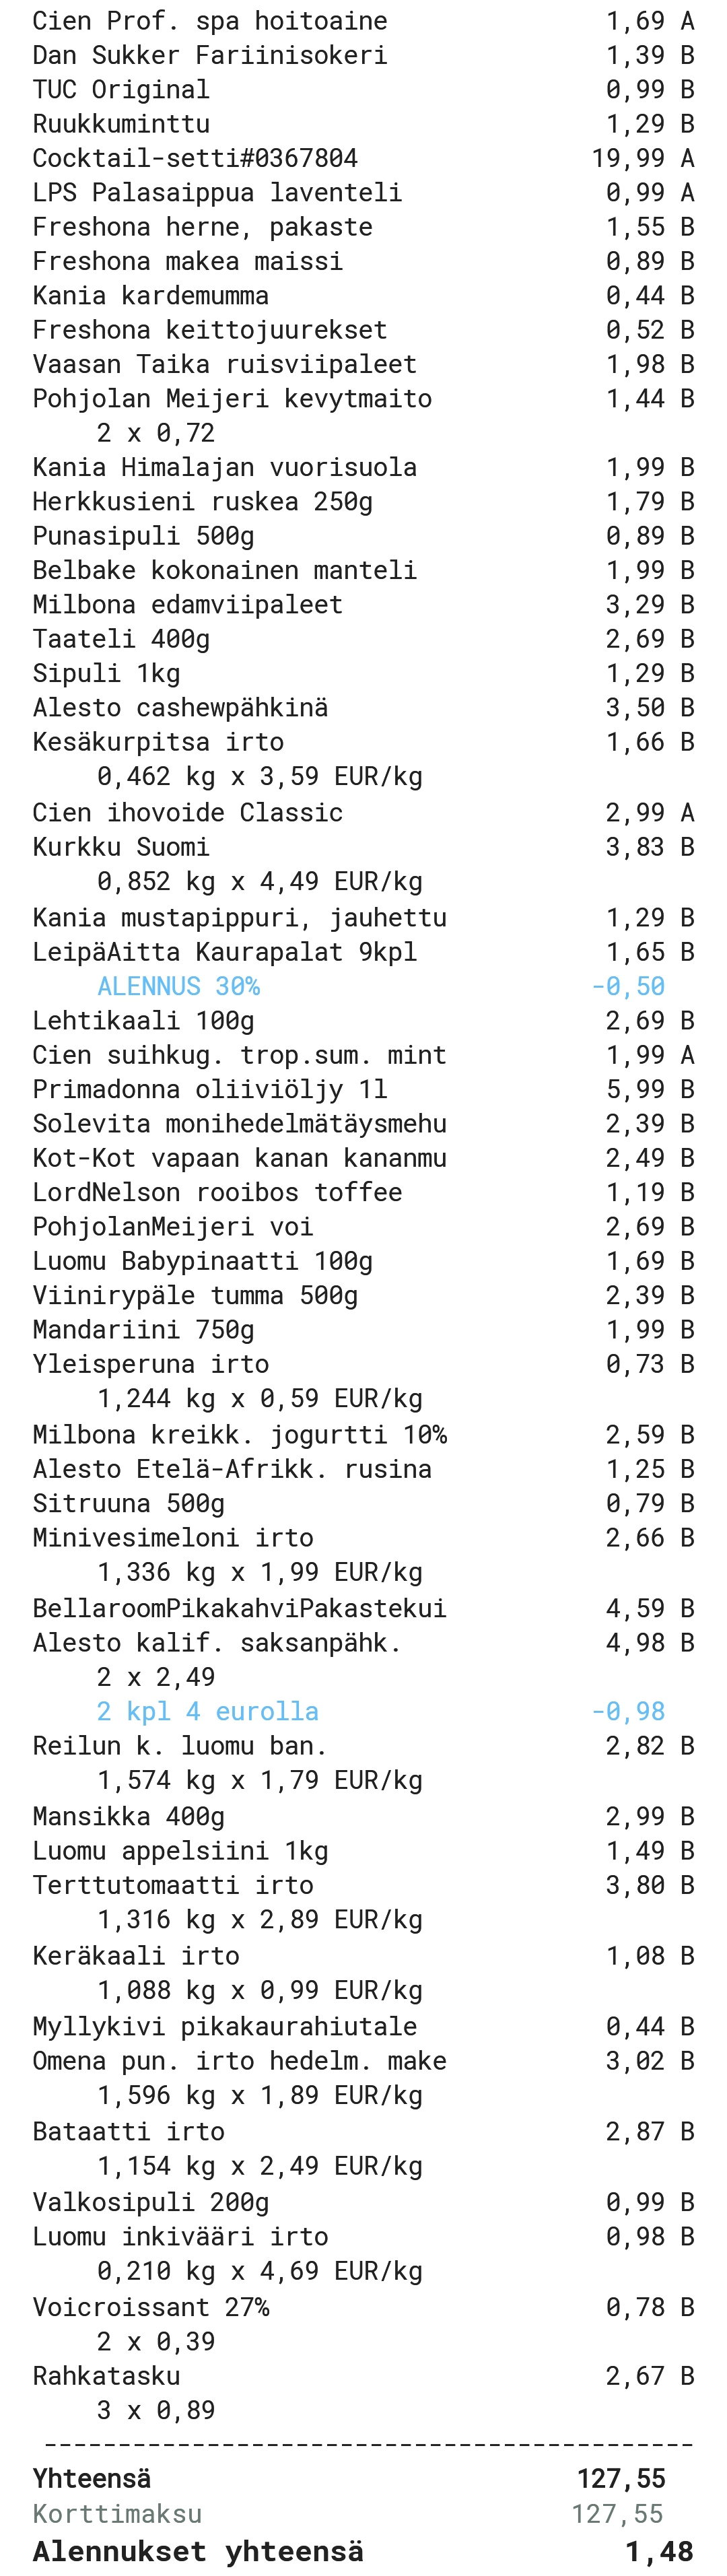 Cien Prof. spa hoitoaine 1,69 A
Dan Sukker Fariinisokeri 1,39 B
TUC Original 0,99 B
Ruukkuminttu 1,29 B
Cocktail-setti#0367804 19,99 A
LPS Palasaippua laventeli 0,99 A
Freshona herne, pakaste 1,55 B
Freshona makea maissi 0,89 B
Kania kardemumma 0,44 B
Freshona keittojuurekset 0,52 B
Vaasan Taika ruisviipaleet 1,98 B
Pohjolan Meijeri kevytmaito 1,44 B
2 x 0,72
Kania Himalajan vuorisuola 1,99 B
Herkkusieni ruskea 250g 1,79 B
Punasipuli 500g 0,89 B
Belbake kokonainen manteli 1,99 B
Milbona edamviipaleet 3,29 B
Taateli 400g 2,69 B
Sipuli 1kg 1,29 B
Alesto cashewpähkinä 3,50 B
Kesäkurpitsa irto 1,66 B
0,462 kg x 3,59 EUR/kg
Cien ihovoide Classic 2,99 A
Kurkku Suomi 3,83 B
0,852 kg x 4,49 EUR/kg
Kania mustapippuri, jauhettu 1,29 B
LeipäAitta Kaurapalat 9kpl 1,65 B
ALENNUS 30% -0,50
Lehtikaali 100g 2,69 B
Cien suihkug. trop.sum. mint 1,99 A
Primadonna oliiviöljy 1l 5,99 B
Solevita monihedelmätäysmehu 2,39 B
Kot-Kot vapaan kanan kananmu 2,49 B
LordNelson rooibos toffee 1,19 B
PohjolanMeijeri voi 2,69 B
Luomu Babypinaatti 100g 1,69 B
Viinirypäle tumma 500g 2,39 B
Mandariini 750g 1,99 B
Yleisperuna irto 0,73 B
1,244 kg x 0,59 EUR/kg
Milbona kreikk. jogurtti 10% 2,59 B
Alesto Etelä-Afrikk. rusina 1,25 B
Sitruuna 500g 0,79 B
Minivesimeloni irto 2,66 B
1,336 kg x 1,99 EUR/kg
BellaroomPikakahviPakastekui 4,59 B
Alesto kalif. saksanpähk. 4,98 B
2 x 2,49
2 kpl 4 eurolla -0,98
Reilun k. luomu ban. 2,82 B
1,574 kg x 1,79 EUR/kg
Mansikka 400g 2,99 B
Luomu appelsiini 1kg 1,49 B
Terttutomaatti irto 3,80 B
1,316 kg x 2,89 EUR/kg
Keräkaali irto 1,08 B
1,088 kg x 0,99 EUR/kg
Myllykivi pikakaurahiutale 0,44 B
Omena pun. irto hedelm. make 3,02 B
1,596 kg x 1,89 EUR/kg
Bataatti irto 2,87 B
1,154 kg x 2,49 EUR/kg
Valkosipuli 200g 0,99 B
Luomu inkivääri irto 0,98 B
0,210 kg x 4,69 EUR/kg
Voicroissant 27% 0,78 B
2 x 0,39
Rahkatasku 2,67 B
3 x 0,89
--------------------------------------------
Yhteensä 127,55
Korttimaksu 127,55
Alennukset yhteensä 1,48